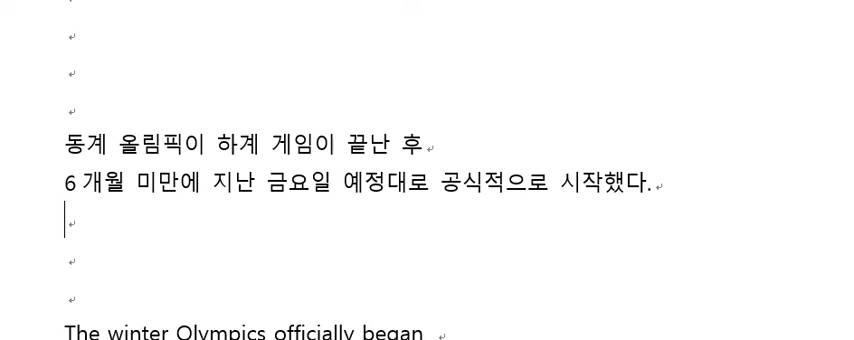 동계 올림픽이 하계 게임이 끝난 후
6개월 미만에 지난 금요일 예정대로 공식적으로 시작했다.
The winter Olympics officially began